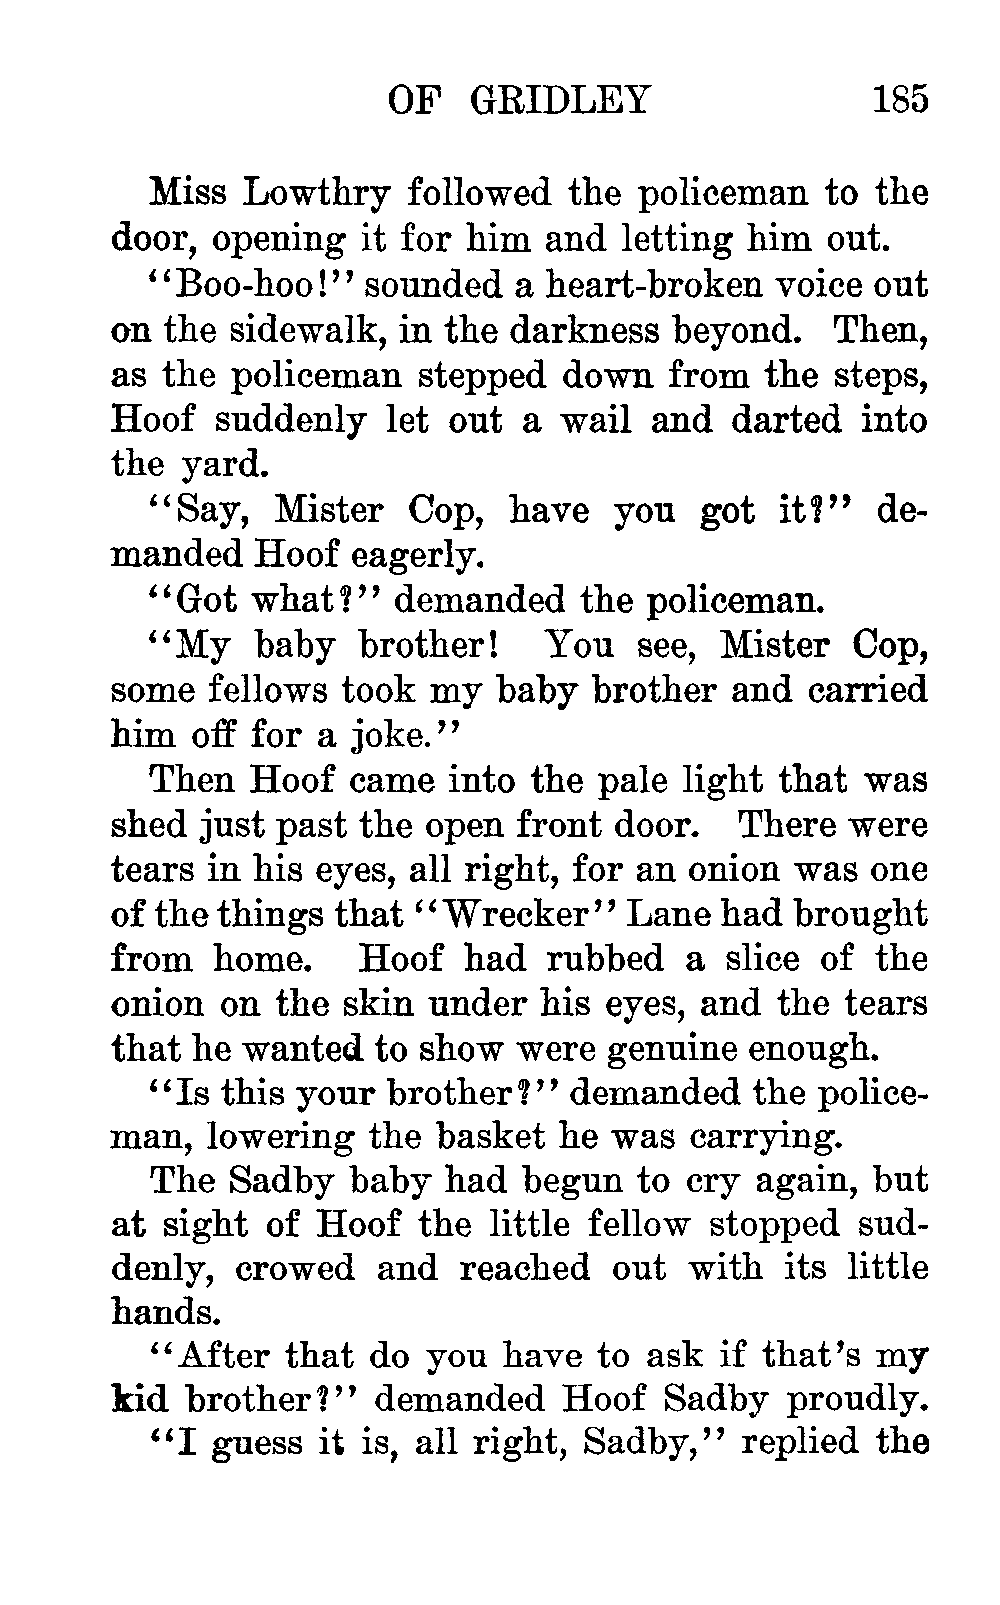 OF GRIDLEY 185
Miss Lowthry followed the policeman to the
door, opening it for him and letting him out.
"Boo-hoo!" sounded a heart-broken voice out
on the sidewalk, in the darkness beyond. Then,
as the policeman stepped down from the steps,
Hoof suddenly let out a wail and darted into
the yard.
"Say, Mister Cop, have you got it?" de-
manded Hoof eagerly.
"Got what?" demanded the policeman.
"My baby brother! You see, Mister Cop,
some fellows took my baby brother and carried
him off for a joke."
Then Hoof came into the pale light that was
shed just past the open front door. There were
tears in his eyes, all right, for an onion was one
of the things that "Wrecker" Lane had brought
from home. Hoof had rubbed a slice of the
onion on the skin under his eyes, and the tears
that he wanted to show were genuine enough.
"Is this your brother?" demanded the police-
man, lowering the basket he was carrying.
The Sadby baby had begun to cry again, but
at sight of Hoof the little fellow stopped sud-
denly, crowed and reached out with its little
hands.
"After that do you have to ask if that's my
kid brother?" demanded Hoof Sadby proudly.
"I guess it is, all right, Sadby," replied the